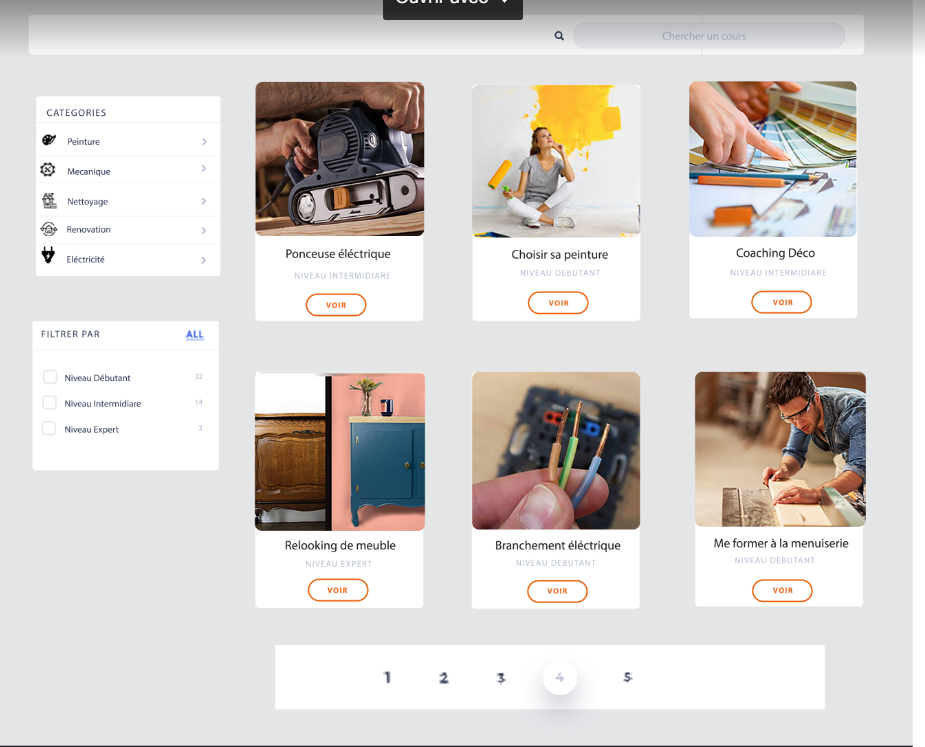 Ouvrir avec
Chercher un cours
CATEGORIES
Peinture
Mecanique
Nettoyage
Renovation
Eléctricité
FILTRER PAR ALL
Niveau Débutant 32
Niveau Intermidiare 14
Niveau Expert 3
Ponceuse éléctrique
NIVEAU INTERMIDIARE
VOIR
Choisir sa peinture
NIVEAU DEBUTANT
VOIR
Coaching Déco
NIVEAU INTERMIDIARE
VOIR
Relooking de meuble
NIVEAU EXPERT
VOIR
Branchement éléctrique
NIVEAU DEBUTANT
VOIR
Me former à la menuiserie
NIVEAU DEBUTANT
VOIR
1 2 3 4 5